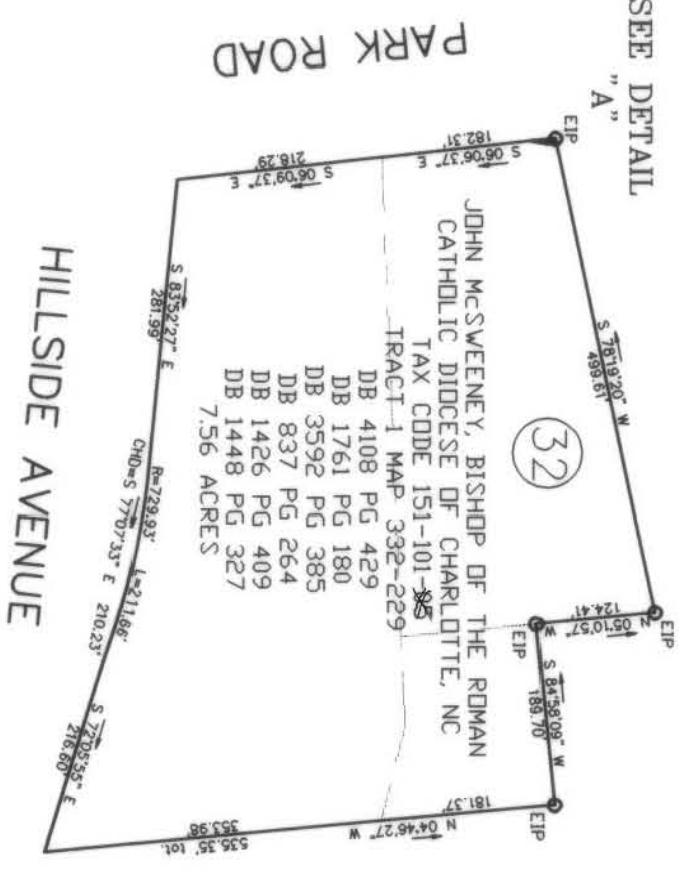 SEE DETAIL
"A"
PARK ROAD
EIP
182.31'
S 06°06'37" E
218.29'
S 06°09'37" E
S 78°19'20" W
499.61'
32
JOHN McSWEENEY, BISHOP OF THE ROMAN
CATHOLIC DIOCESE OF CHARLOTTE, NC
TAX CODE 151-101-
TRACT 1 MAP 332-229
DB 4108 PG 429
DB 1761 PG 180
DB 3592 PG 385
DB 837 PG 264
DB 1426 PG 409
DB 1448 PG 327
7.56 ACRES
EIP
124.41'
N 05°10'57" W
EIP
S 84°58'09" W
189.70'
EIP
181.37'
N 04°46'27" W
353.98'
535.35' tot.
S 83°52'27" E
281.99'
R=729.93' L=211.66'
CHD=S 77°07'33" E 210.23'
S 72°05'55" E
216.60'
HILLSIDE AVENUE